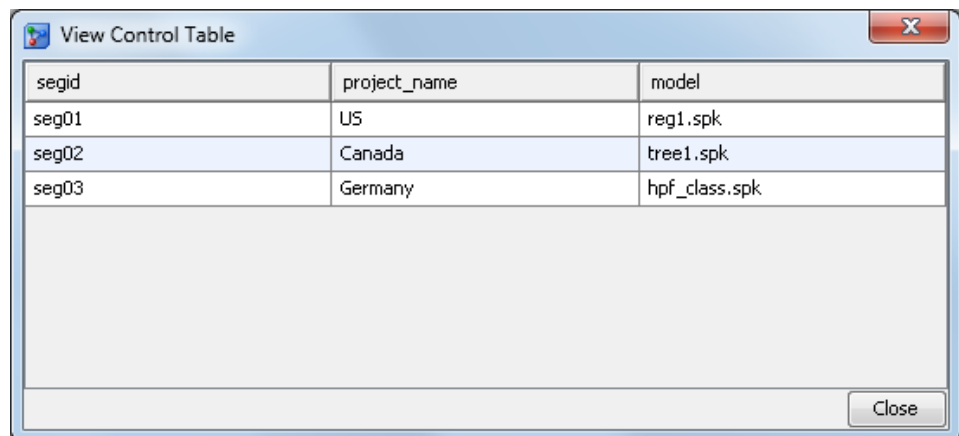 View Control Table
segid project_name model
seg01 US reg1.spk
seg02 Canada tree1.spk
seg03 Germany hpf_class.spk
Close